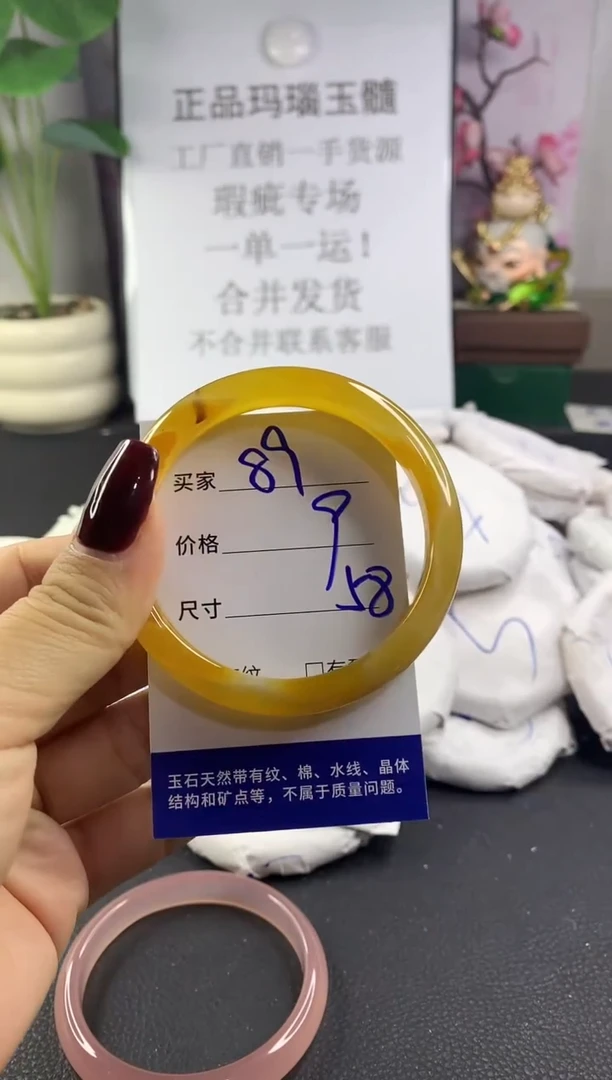 正品玛瑙玉髓
工厂直销一手货源
瑕疵专场
一单一运！
合并发货
不合并联系客服
买家 89
价格 9
尺寸 58
纹 □有
玉石天然带有纹、棉、水线、晶体
结构和矿点等，不属于质量问题。